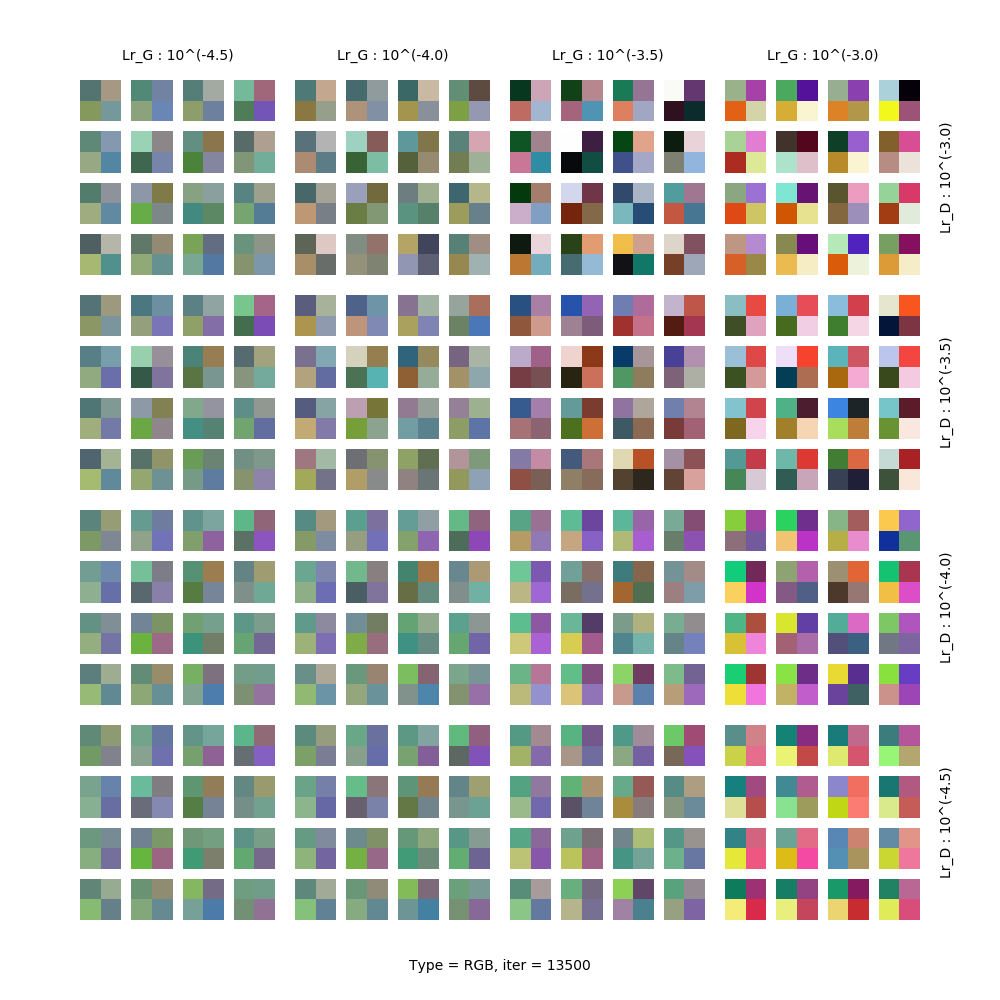 Lr_G : 10^(-4.5)
Lr_G : 10^(-4.0)
Lr_G : 10^(-3.5)
Lr_G : 10^(-3.0)
Lr_D : 10^(-3.0)
Lr_D : 10^(-3.5)
Lr_D : 10^(-4.0)
Lr_D : 10^(-4.5)
Type = RGB, iter = 13500